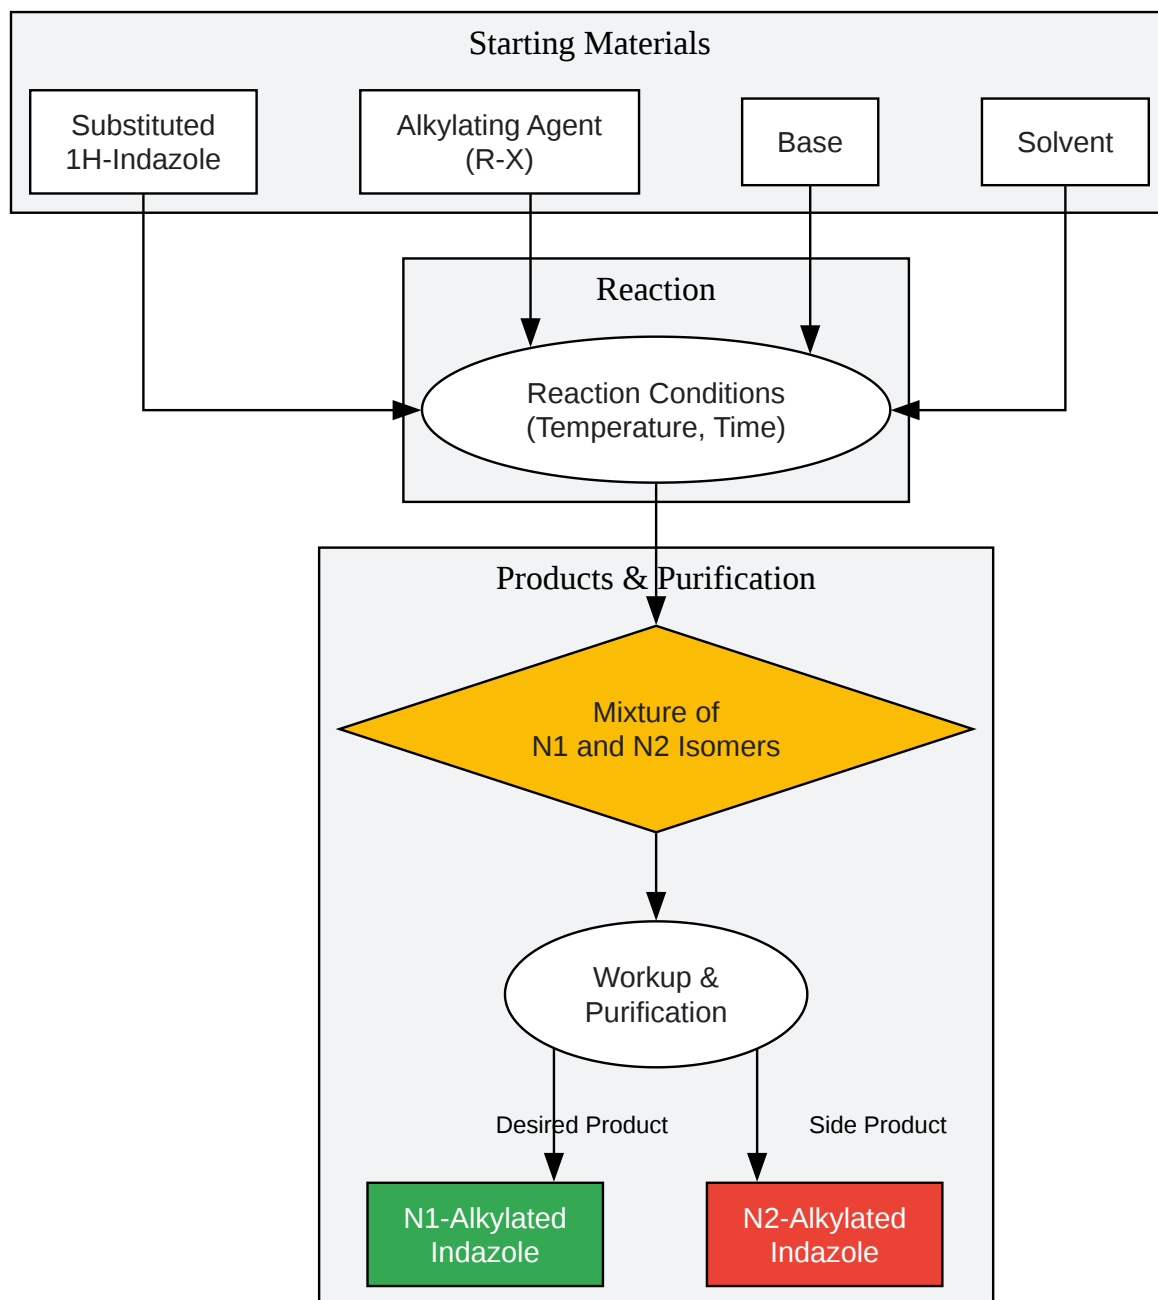 Starting Materials
Substituted
1H-Indazole
Alkylating Agent
(R-X)
Base
Solvent
Reaction
Reaction Conditions
(Temperature, Time)
Products & Purification
Mixture of
N1 and N2 Isomers
Workup &
Purification
Desired Product
Side Product
N1-Alkylated
Indazole
N2-Alkylated
Indazole